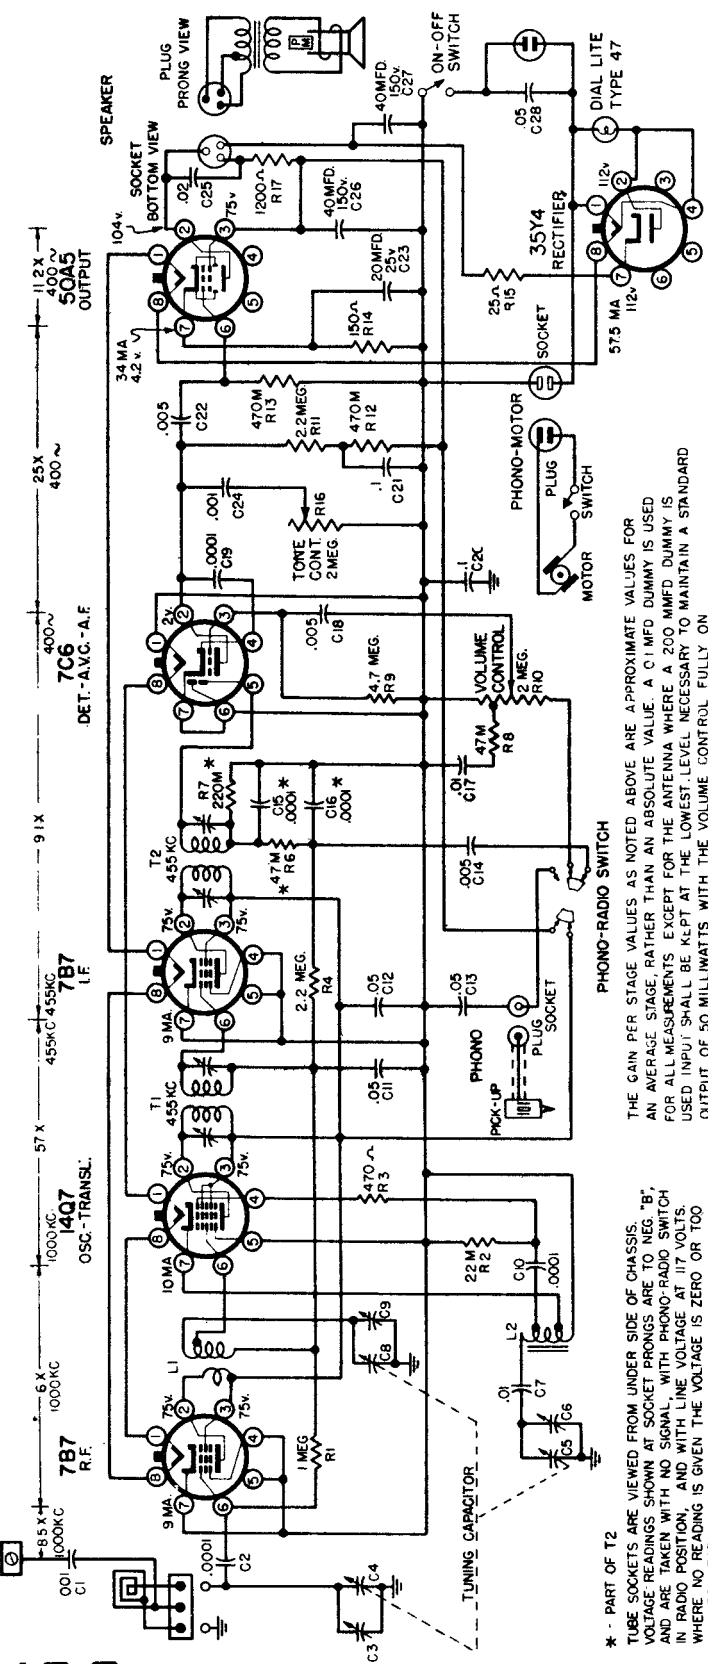 85 X
1000KC
6 X
1000KC
57 X
1000KC.
455KC
455KC
91X
400~
25X
400~
11.2X
400~
7B7
R.F.
14Q7
OSC.-TRANSL.
7B7
I.F.
7C6
DET.-A.V.C.-A.F.
50A5
OUTPUT
SPEAKER
SOCKET
BOTTOM VIEW
PLUG
PRONG VIEW
P M
001
C1
.0001
C2
C3
C4
9 MA.
75v.
75v.
1 MEG
R1
L1
C8
C9
10 MA
75v.
75v.
T1
455KC
470 Ω
R3
22M
R2
C10
.0001
L2
.01
C7
C5
C6
TUNING CAPACITOR
9 MA.
75v.
75v.
T2
455KC
R7 *
220M
C15 *
.0001
C16 *
.0001
47M
R6
*
2.2 MEG.
R4
.05
C11
.05
C12
.05
C13
.005
C14
PHONO
PICK-UP
PLUG
SOCKET
PHONO-RADIO SWITCH
.01
C17
47M
R8
VOLUME
CONTROL
2 MEG.
R10
4.7 MEG.
R9
.005
C18
2v.
.0001
C19
.1
C20
.001
C24
TONE
CONT.
2MEG.
R16
.005
C22
470M
R13
2.2MEG.
R11
470M
R12
.1
C21
34 MA
4.2 v.
104v.
75v
.02
C25
1200Ω
R17
150Ω
R14
20MFD.
25v
C23
40MFD.
150v.
C26
40MFD.
150v.
C27
ON-OFF
SWITCH
.05
C28
DIAL LITE
TYPE 47
35Y4
RECTIFIER
112v
57.5 MA
112v
25Ω
R15
SOCKET
PHONO-MOTOR
PLUG
SWITCH
MOTOR
* - PART OF T2
TUBE SOCKETS ARE VIEWED FROM UNDER SIDE OF CHASSIS.
VOLTAGE READINGS SHOWN AT SOCKET PRONGS ARE TO NEG. "B",
AND ARE TAKEN WITH NO SIGNAL, WITH PHONO-RADIO SWITCH
IN RADIO POSITION, AND WITH LINE VOLTAGE AT 117 VOLTS.
WHERE NO READING IS GIVEN THE VOLTAGE IS ZERO OR TOO
THE GAIN PER STAGE VALUES AS NOTED ABOVE ARE APPROXIMATE VALUES FOR
AN AVERAGE STAGE, RATHER THAN AN ABSOLUTE VALUE. A 01 MFD DUMMY IS USED
FOR ALL MEASUREMENTS EXCEPT FOR THE ANTENNA WHERE A 200 MMFD DUMMY IS
USED INPUT SHALL BE KEPT AT THE LOWEST LEVEL NECESSARY TO MAINTAIN A STANDARD
OUTPUT OF 50 MILLIWATTS WITH THE VOLUME CONTROL FULLY ON